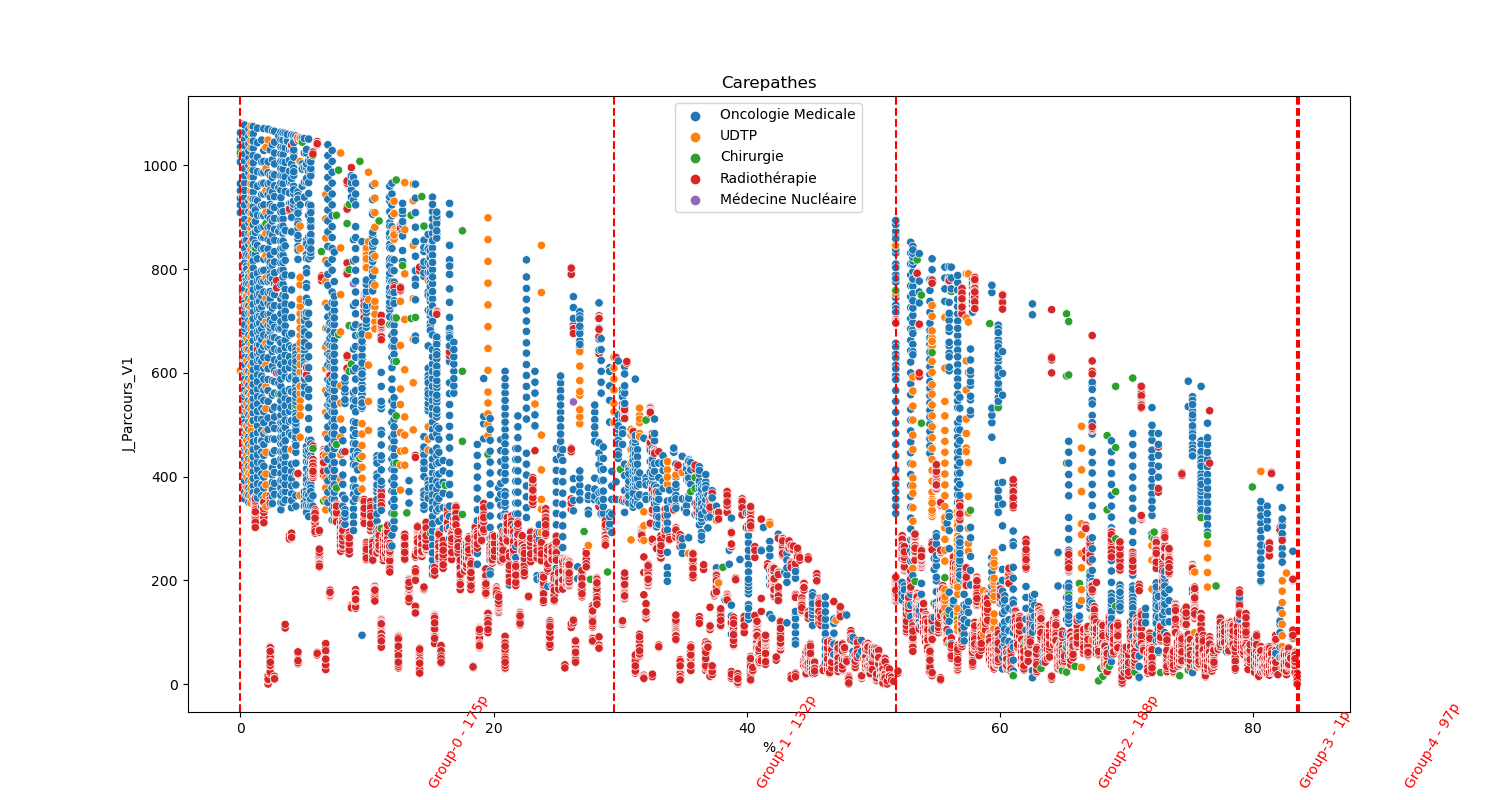 Carepathes
Oncologie Medicale
UDTP
Chirurgie
Radiothérapie
Médecine Nucléaire
J_Parcours_V1
1000
800
600
400
200
0
0
20
40
60
80
%
Group-0 - 175p
Group-1 - 132p
Group-2 - 188p
Group-3 - 1p
Group-4 - 97p